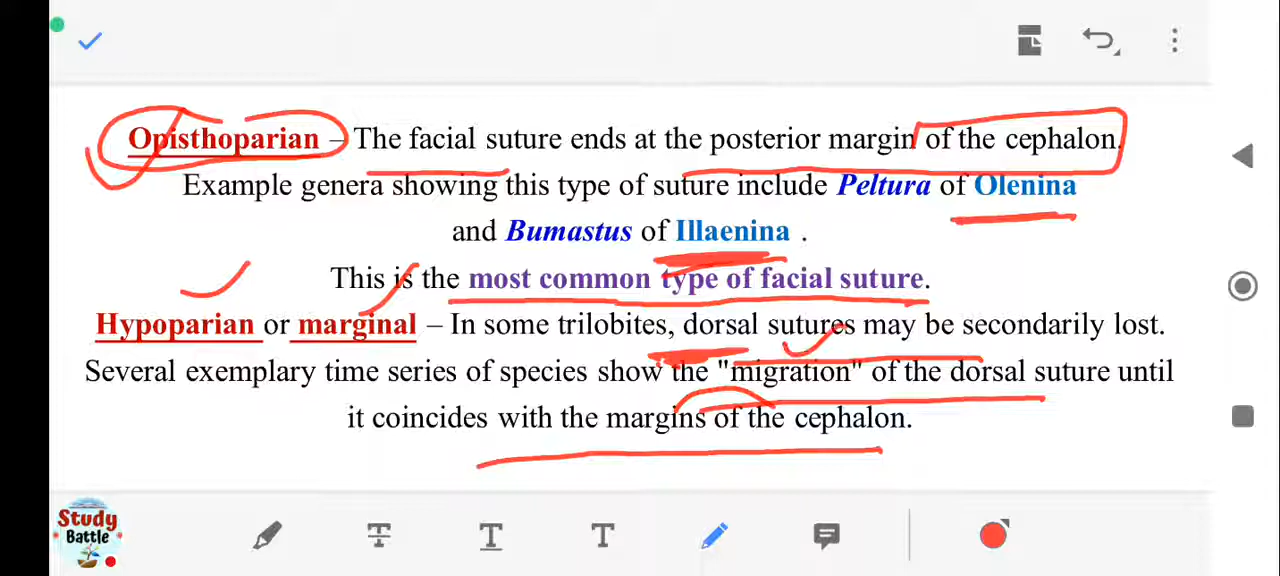 Opisthoparian – The facial suture ends at the posterior margin of the cephalon.
Example genera showing this type of suture include Peltura of Olenina
and Bumastus of Illaenina .
This is the most common type of facial suture.
Hypoparian or marginal – In some trilobites, dorsal sutures may be secondarily lost.
Several exemplary time series of species show the "migration" of the dorsal suture until
it coincides with the margins of the cephalon.
Study
Battle
T
T
T